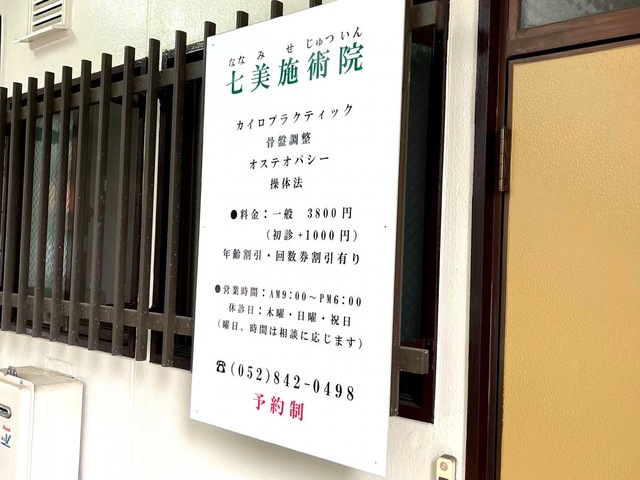 ななみ せじゅついん
七美施術院
カイロプラクティック
骨盤調整
オステオパシー
操体法
●料金：一般 3800円
（初診+1000円）
年齢割引・回数券割引有り
●営業時間：AM9:00～PM6:00
休診日：木曜・日曜・祝日
（曜日、時間は相談に応じます）
☎(052)842-0498
予約制